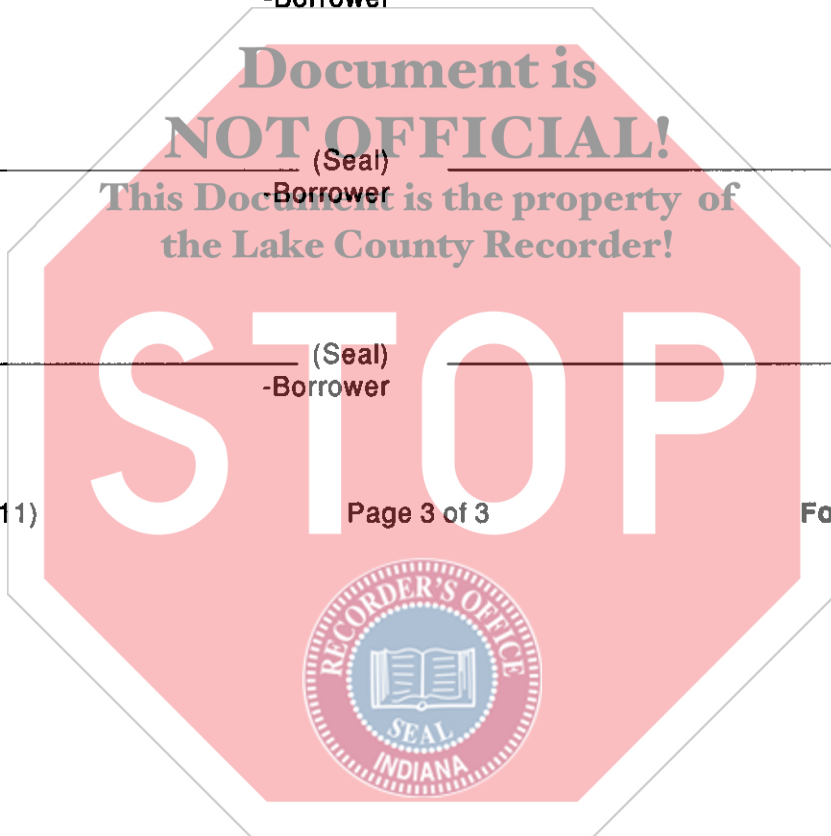 -Borrower
Document is
NOT OFFICIAL!
(Seal)
-Borrower
This Document is the property of
the Lake County Recorder!
(Seal)
-Borrower
STOP
11)
Page 3 of 3
Fo
RECORDER'S OFFICE
SEAL
INDIANA